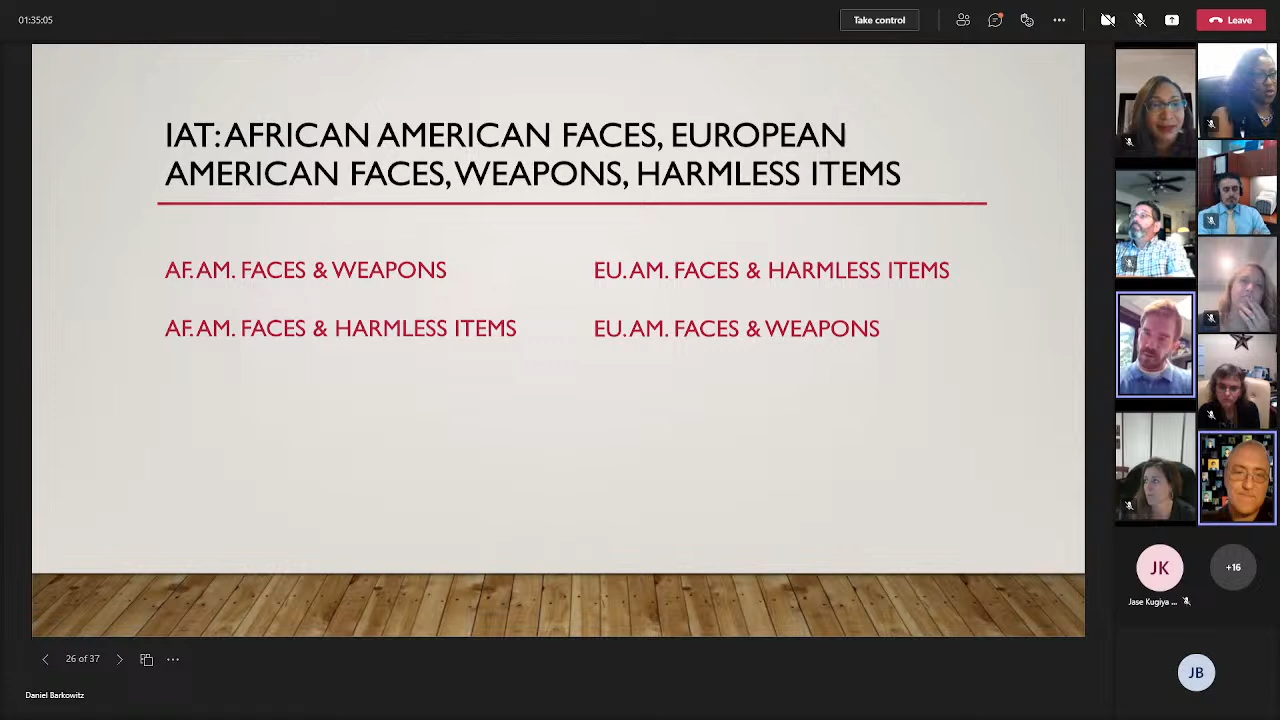 01:35:05
Take control
Leave
IAT: AFRICAN AMERICAN FACES, EUROPEAN
AMERICAN FACES, WEAPONS, HARMLESS ITEMS
AF. AM. FACES & WEAPONS
EU. AM. FACES & HARMLESS ITEMS
AF. AM. FACES & HARMLESS ITEMS
EU. AM. FACES & WEAPONS
JK
+16
Jase Kugiya ...
26 of 37
JB
Daniel Barkowitz